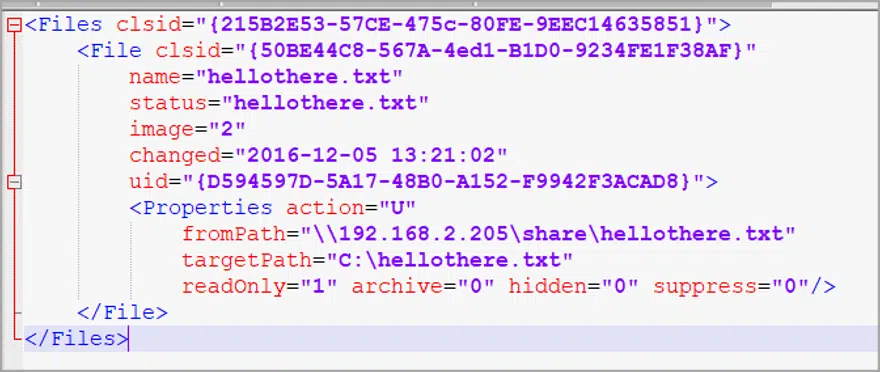 <Files clsid="{215B2E53-57CE-475c-80FE-9EEC14635851}">
<File clsid="{50BE44C8-567A-4ed1-B1D0-9234FE1F38AF}"
name="hellothere.txt"
status="hellothere.txt"
image="2"
changed="2016-12-05 13:21:02"
uid="{D594597D-5A17-48B0-A152-F9942F3ACAD8}">
<Properties action="U"
fromPath="\\192.168.2.205\share\hellothere.txt"
targetPath="C:\hellothere.txt"
readOnly="1" archive="0" hidden="0" suppress="0"/>
</File>
</Files>